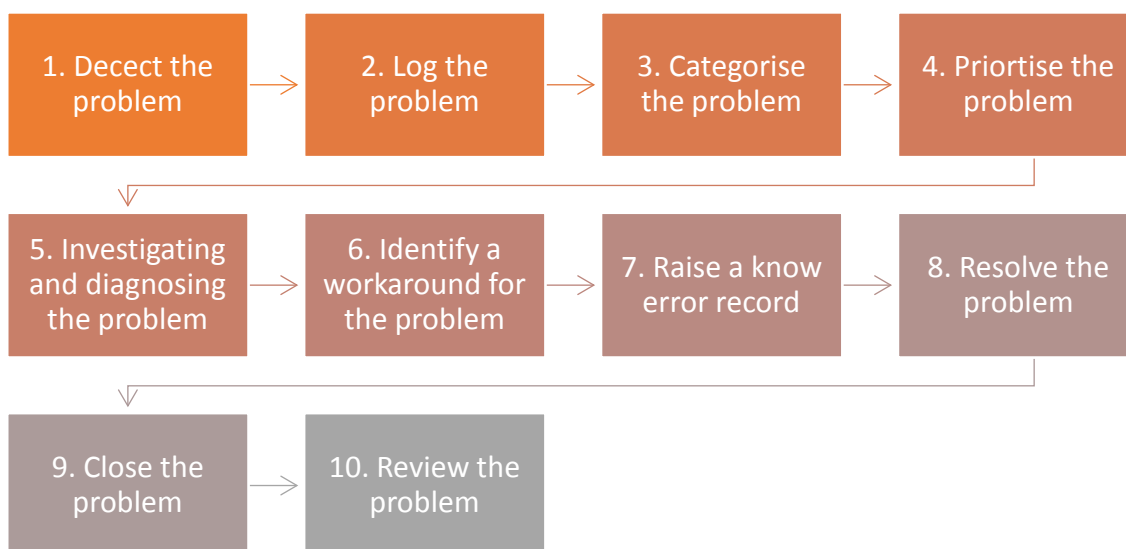 1. Decect the
problem
2. Log the
problem
3. Categorise
the problem
4. Priortise the
problem
5. Investigating
and diagnosing
the problem
6. Identify a
workaround for
the problem
7. Raise a know
error record
8. Resolve the
problem
9. Close the
problem
10. Review the
problem